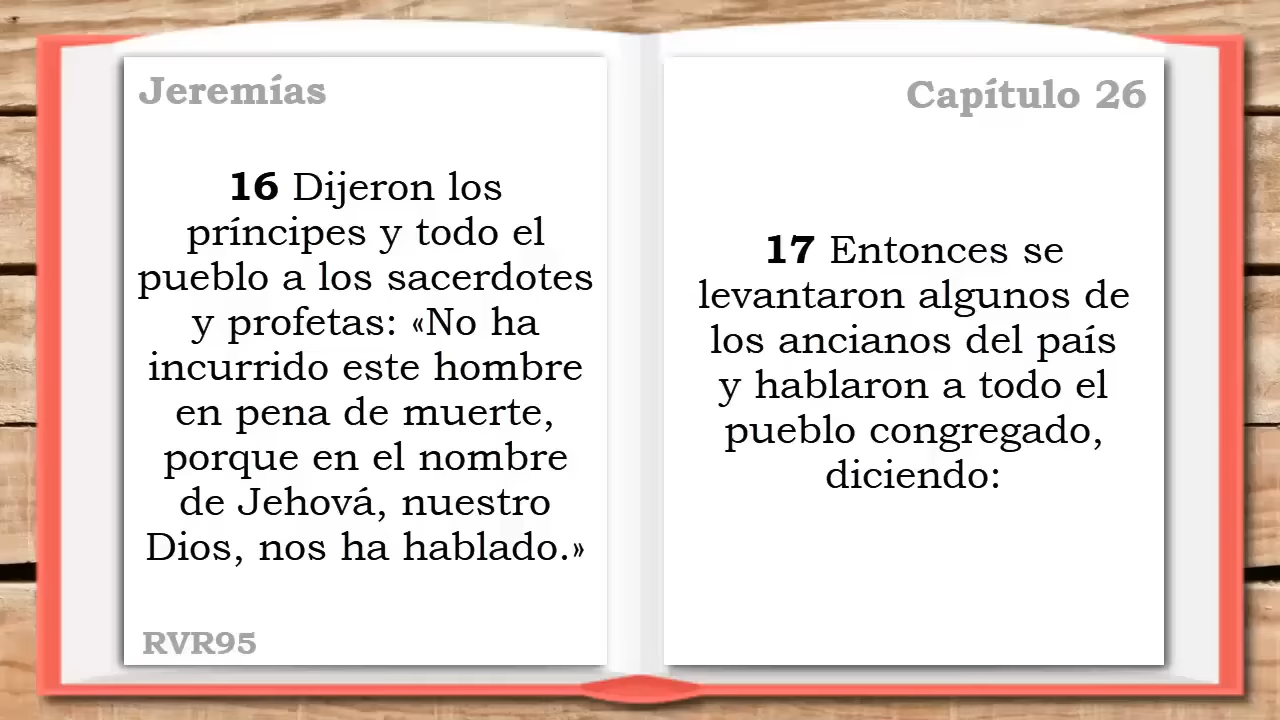 Jeremías
16 Dijeron los
príncipes y todo el
pueblo a los sacerdotes
y profetas: «No ha
incurrido este hombre
en pena de muerte,
porque en el nombre
de Jehová, nuestro
Dios, nos ha hablado.»
RVR95
Capítulo 26
17 Entonces se
levantaron algunos de
los ancianos del país
y hablaron a todo el
pueblo congregado,
diciendo: